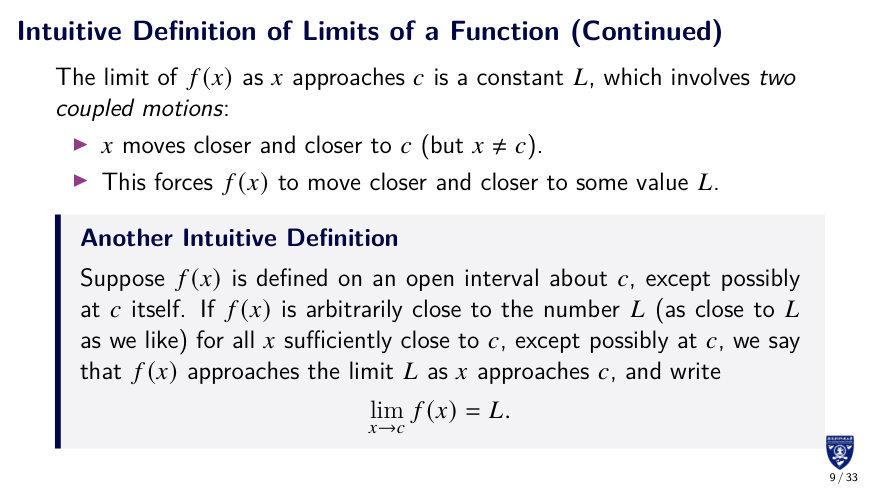 Intuitive Definition of Limits of a Function (Continued)
The limit of f(x) as x approaches c is a constant L, which involves two
coupled motions:
▶ x moves closer and closer to c (but x ≠ c).
▶ This forces f(x) to move closer and closer to some value L.
Another Intuitive Definition
Suppose f(x) is defined on an open interval about c, except possibly
at c itself. If f(x) is arbitrarily close to the number L (as close to L
as we like) for all x sufficiently close to c, except possibly at c, we say
that f(x) approaches the limit L as x approaches c, and write
lim f(x) = L.
x→c
9 / 33